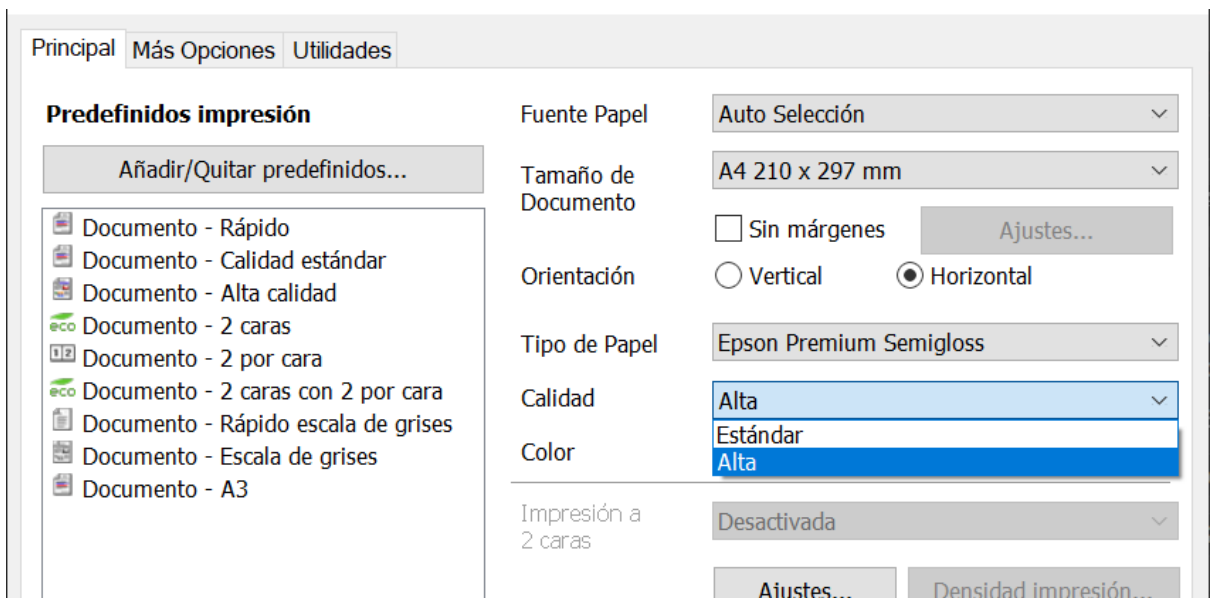 Principal Más Opciones Utilidades
Predefinidos impresión
Añadir/Quitar predefinidos...
Documento - Rápido
Documento - Calidad estándar
Documento - Alta calidad
eco Documento - 2 caras
1 2 Documento - 2 por cara
eco Documento - 2 caras con 2 por cara
Documento - Rápido escala de grises
Documento - Escala de grises
Documento - A3
Fuente Papel Auto Selección
Tamaño de
Documento
A4 210 x 297 mm
Sin márgenes Ajustes...
Orientación Vertical Horizontal
Tipo de Papel Epson Premium Semigloss
Calidad Alta
Estándar
Color Alta
Impresión a
2 caras
Desactivada
Ajustes... Densidad impresión...